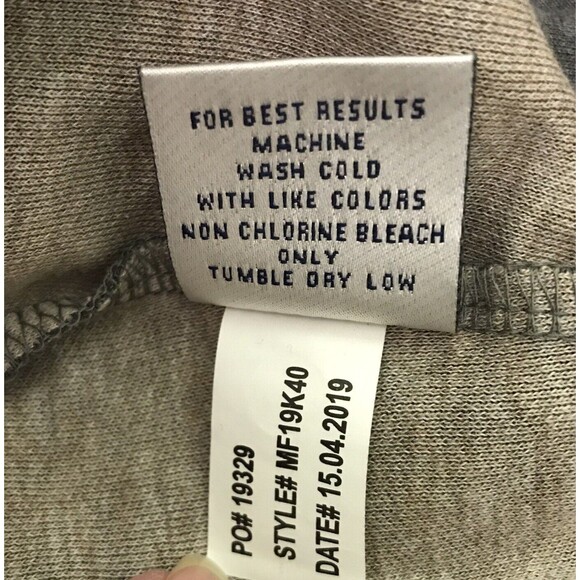 FOR BEST RESULTS
MACHINE
WASH COLD
WITH LIKE COLORS
NON CHLORINE BLEACH
ONLY
TUMBLE DRY LOW
PO# 19329
STYLE# MF19K40
DATE# 15.04.2019